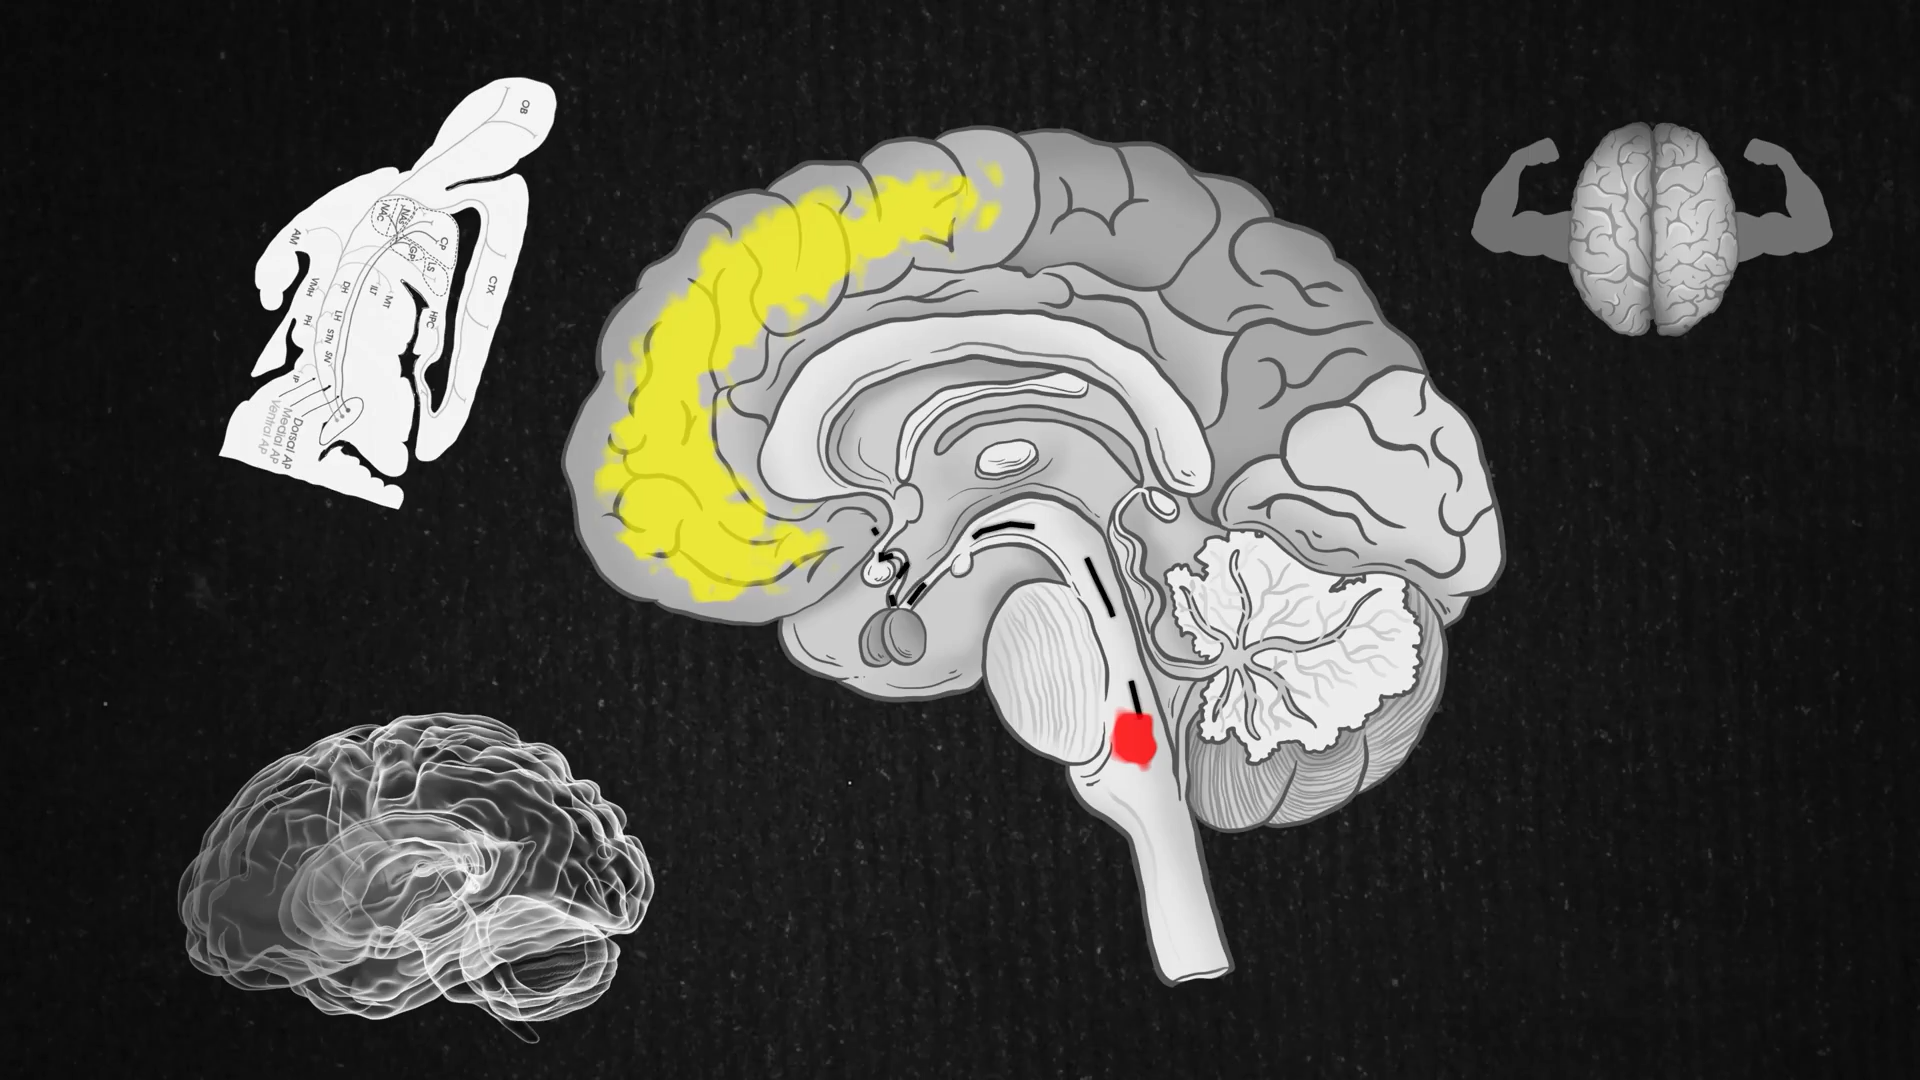 OB
NAC
NAS
CP
GP
LS
AM
CTX
VMH
DH
ILT
MT
HPC
PH
LH
STN
SN
IP
Dorsal AP
Medial AP
Ventral AP